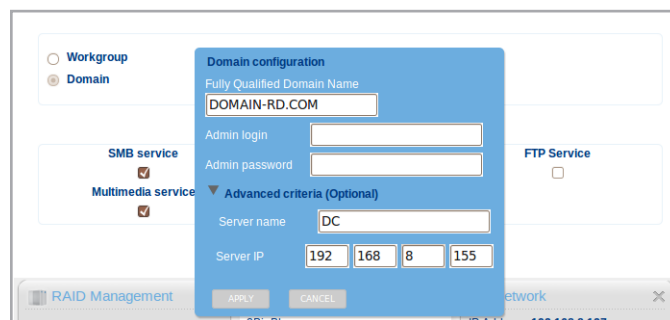 Workgroup
Domain
Domain configuration
Fully Qualified Domain Name
DOMAIN-RD.COM
Admin login
Admin password
Advanced criteria (Optional)
Server name DC
Server IP 192 168 8 155
APPLY CANCEL
SMB service
Multimedia service
FTP Service
RAID Management
etwork